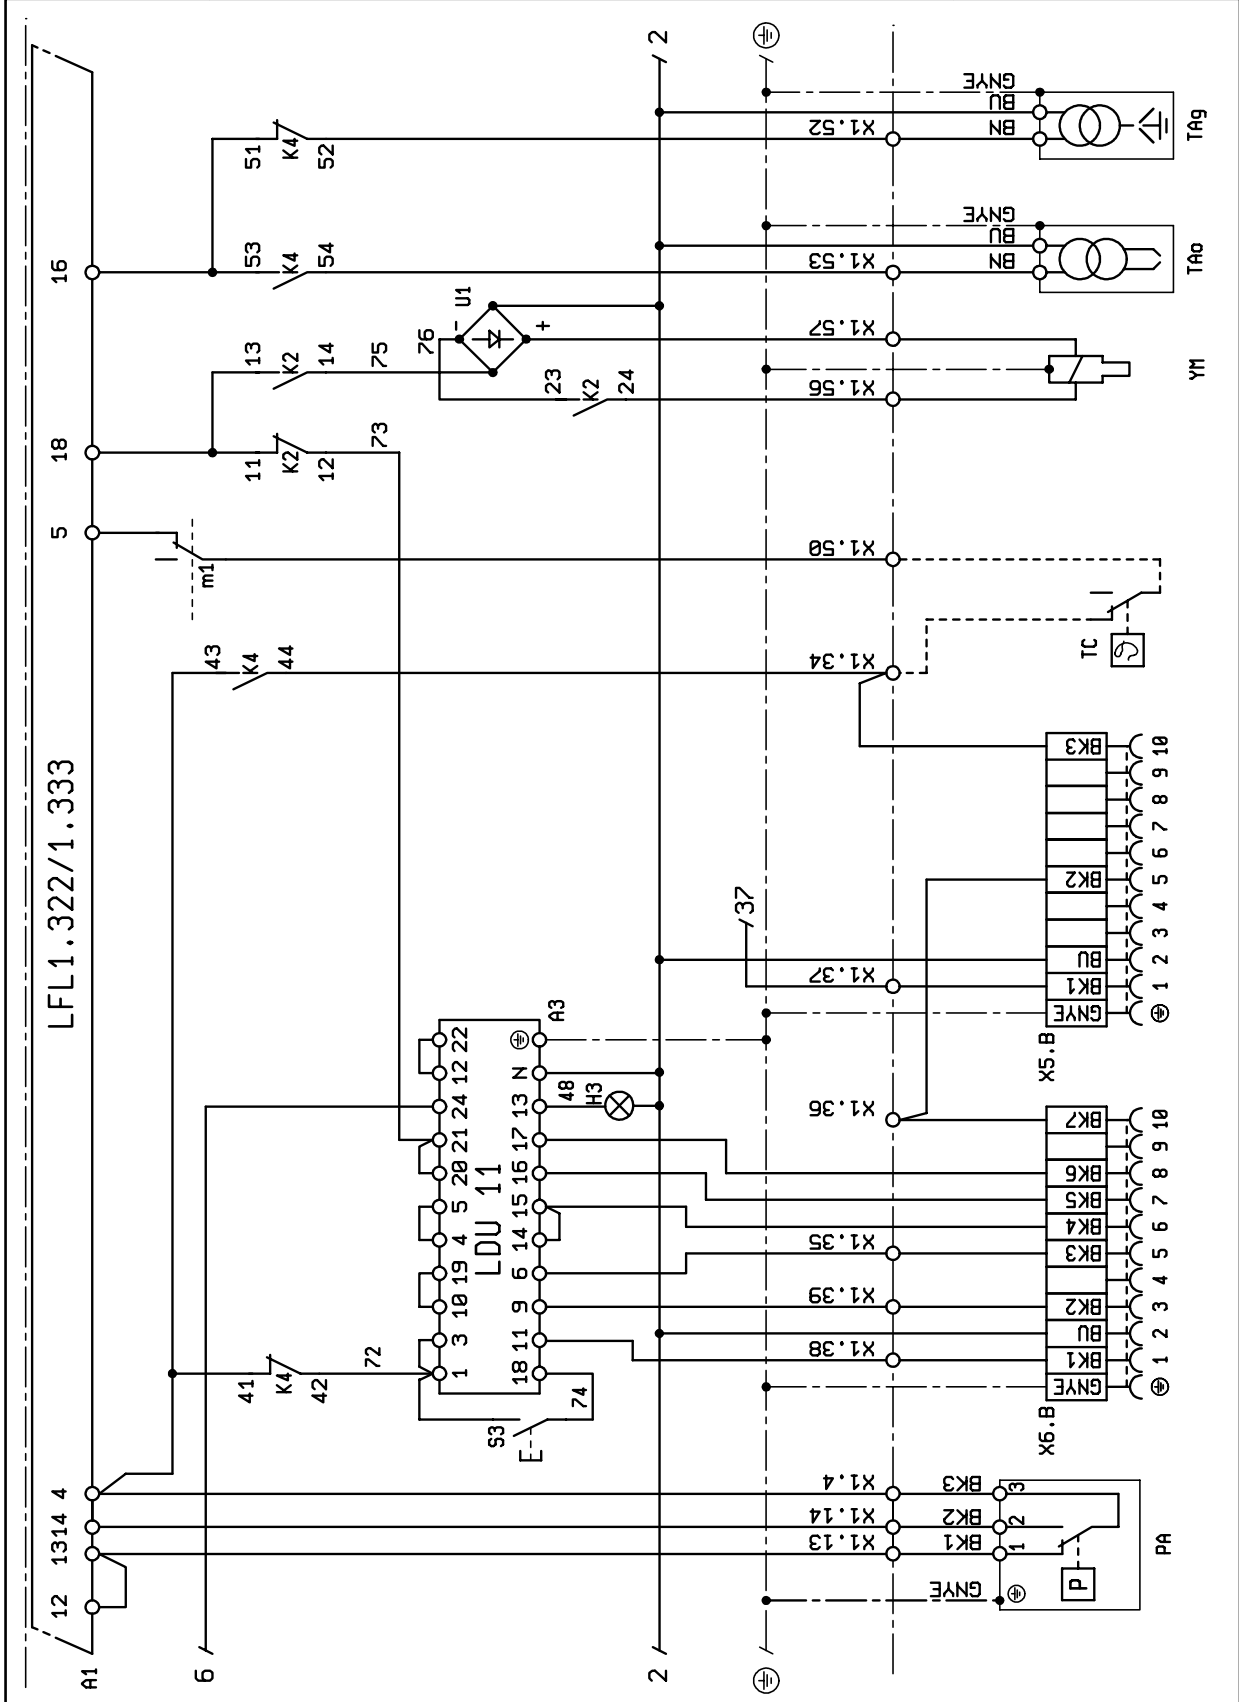 A1
LFL1.322/1.333
12
13
14
4
5
18
16
6
41
K4
42
72
43
K4
44
m1
11
K2
12
73
13
K2
14
75
53
K4
54
51
K4
52
76
-
U1
+
23
K2
24
1
3
10
19
4
5
20
21
24
12
22
LDU 11
18
11
9
6
14
15
16
17
13
N
A3
S3
E
74
48
H3
2
2
37
X1.13
X1.14
X1.4
X1.38
X1.39
X1.35
X1.36
X1.37
X1.34
X1.50
X1.56
X1.57
X1.53
X1.52
GNYE
BK1
BK2
BK3
1
2
3
P
PA
X6.B
GNYE
BK1
BU
BK2
BK3
BK4
BK5
BK6
BK7
1
2
3
4
5
6
7
8
9
10
X5.B
GNYE
BK1
BU
BK2
BK3
1
2
3
4
5
6
7
8
9
10
TC
YM
BN
BU
GNYE
TAo
BN
BU
GNYE
TAg